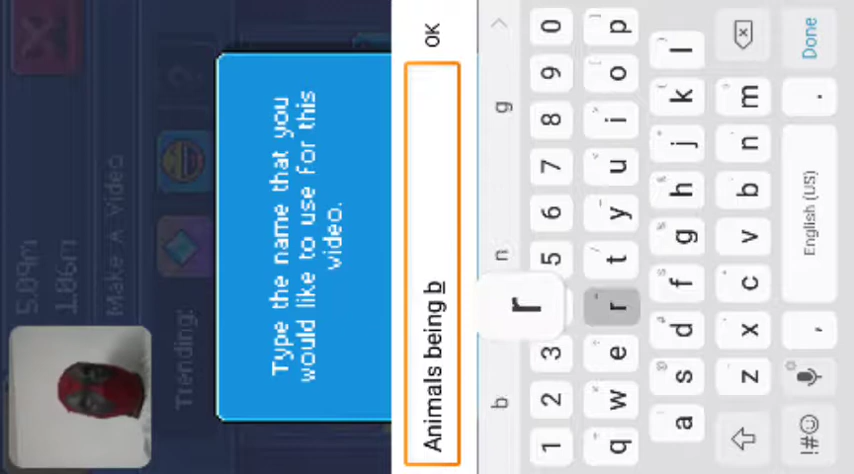 5.09m
1.06m
Make A Video
Trending:
?
Type the name that you
would like to use for this
video.
Animals being b
OK
b
n
g
r
1 2 3 5 6 7 8 9 0
q w e r t y u i o p
a s d f g h j k l
z x c v b n m
!#☺
,
English (US)
.
Done